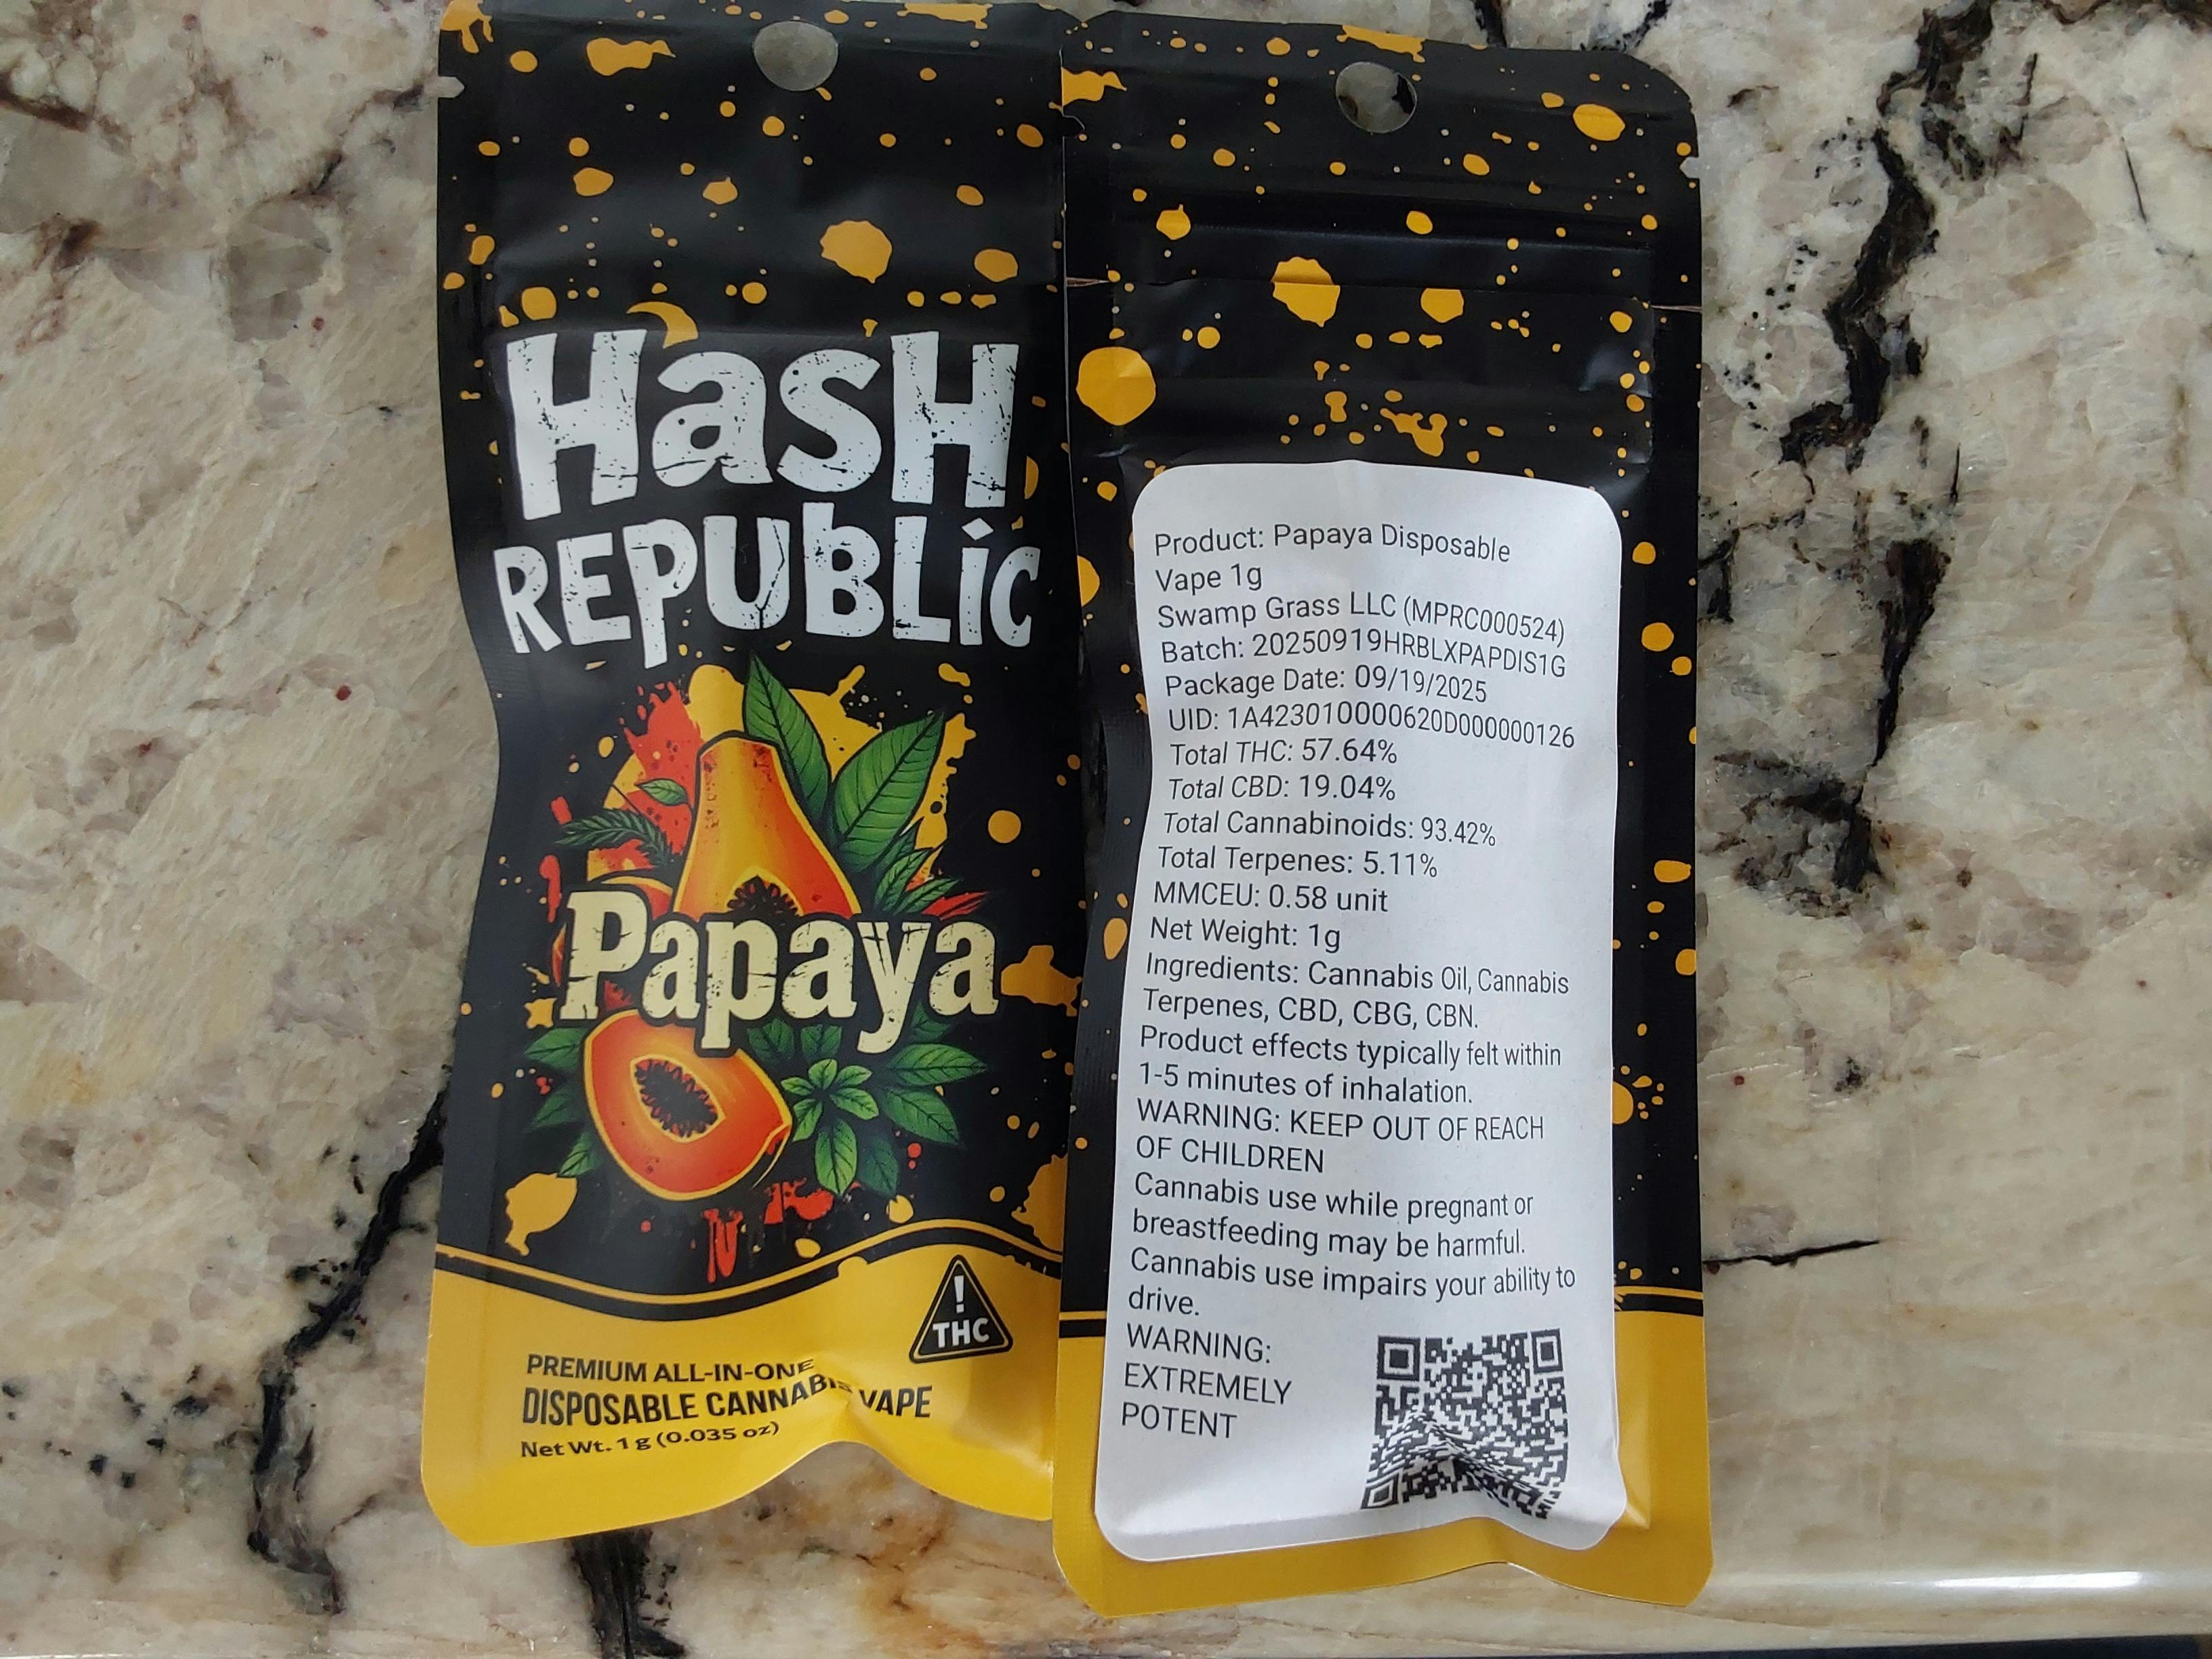 HasH
REPUBLiC
Papaya
!
THC
PREMIUM ALL-IN-ONE
DISPOSABLE CANNABIS VAPE
Net Wt. 1 g (0.035 oz)
Product: Papaya Disposable
Vape 1g
Swamp Grass LLC (MPRC000524)
Batch: 20250919HRBLXPAPDIS1G
Package Date: 09/19/2025
UID: 1A423010000620D000000126
Total THC: 57.64%
Total CBD: 19.04%
Total Cannabinoids: 93.42%
Total Terpenes: 5.11%
MMCEU: 0.58 unit
Net Weight: 1g
Ingredients: Cannabis Oil, Cannabis
Terpenes, CBD, CBG, CBN.
Product effects typically felt within
1-5 minutes of inhalation.
WARNING: KEEP OUT OF REACH
OF CHILDREN
Cannabis use while pregnant or
breastfeeding may be harmful.
Cannabis use impairs your ability to
drive.
WARNING:
EXTREMELY
POTENT